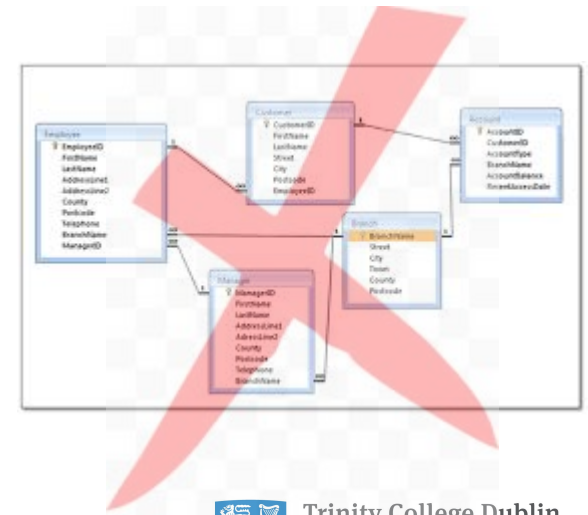 Customer
CustomerID
FirstName
LastName
Street
City
Postcode
EmployeeID
Account
AccountID
CustomerID
AccountType
BranchName
AccountBalance
RecentAccessDate
Employee
EmployeeID
FirstName
LastName
AddressLine1
AddressLine2
County
Postcode
Telephone
BranchName
ManagerID
Branch
BranchName
Street
City
Town
County
Postcode
Manager
ManagerID
FirstName
LastName
AddressLine1
AdressLine2
County
Postcode
Telephone
BranchName
Trinity College Dublin